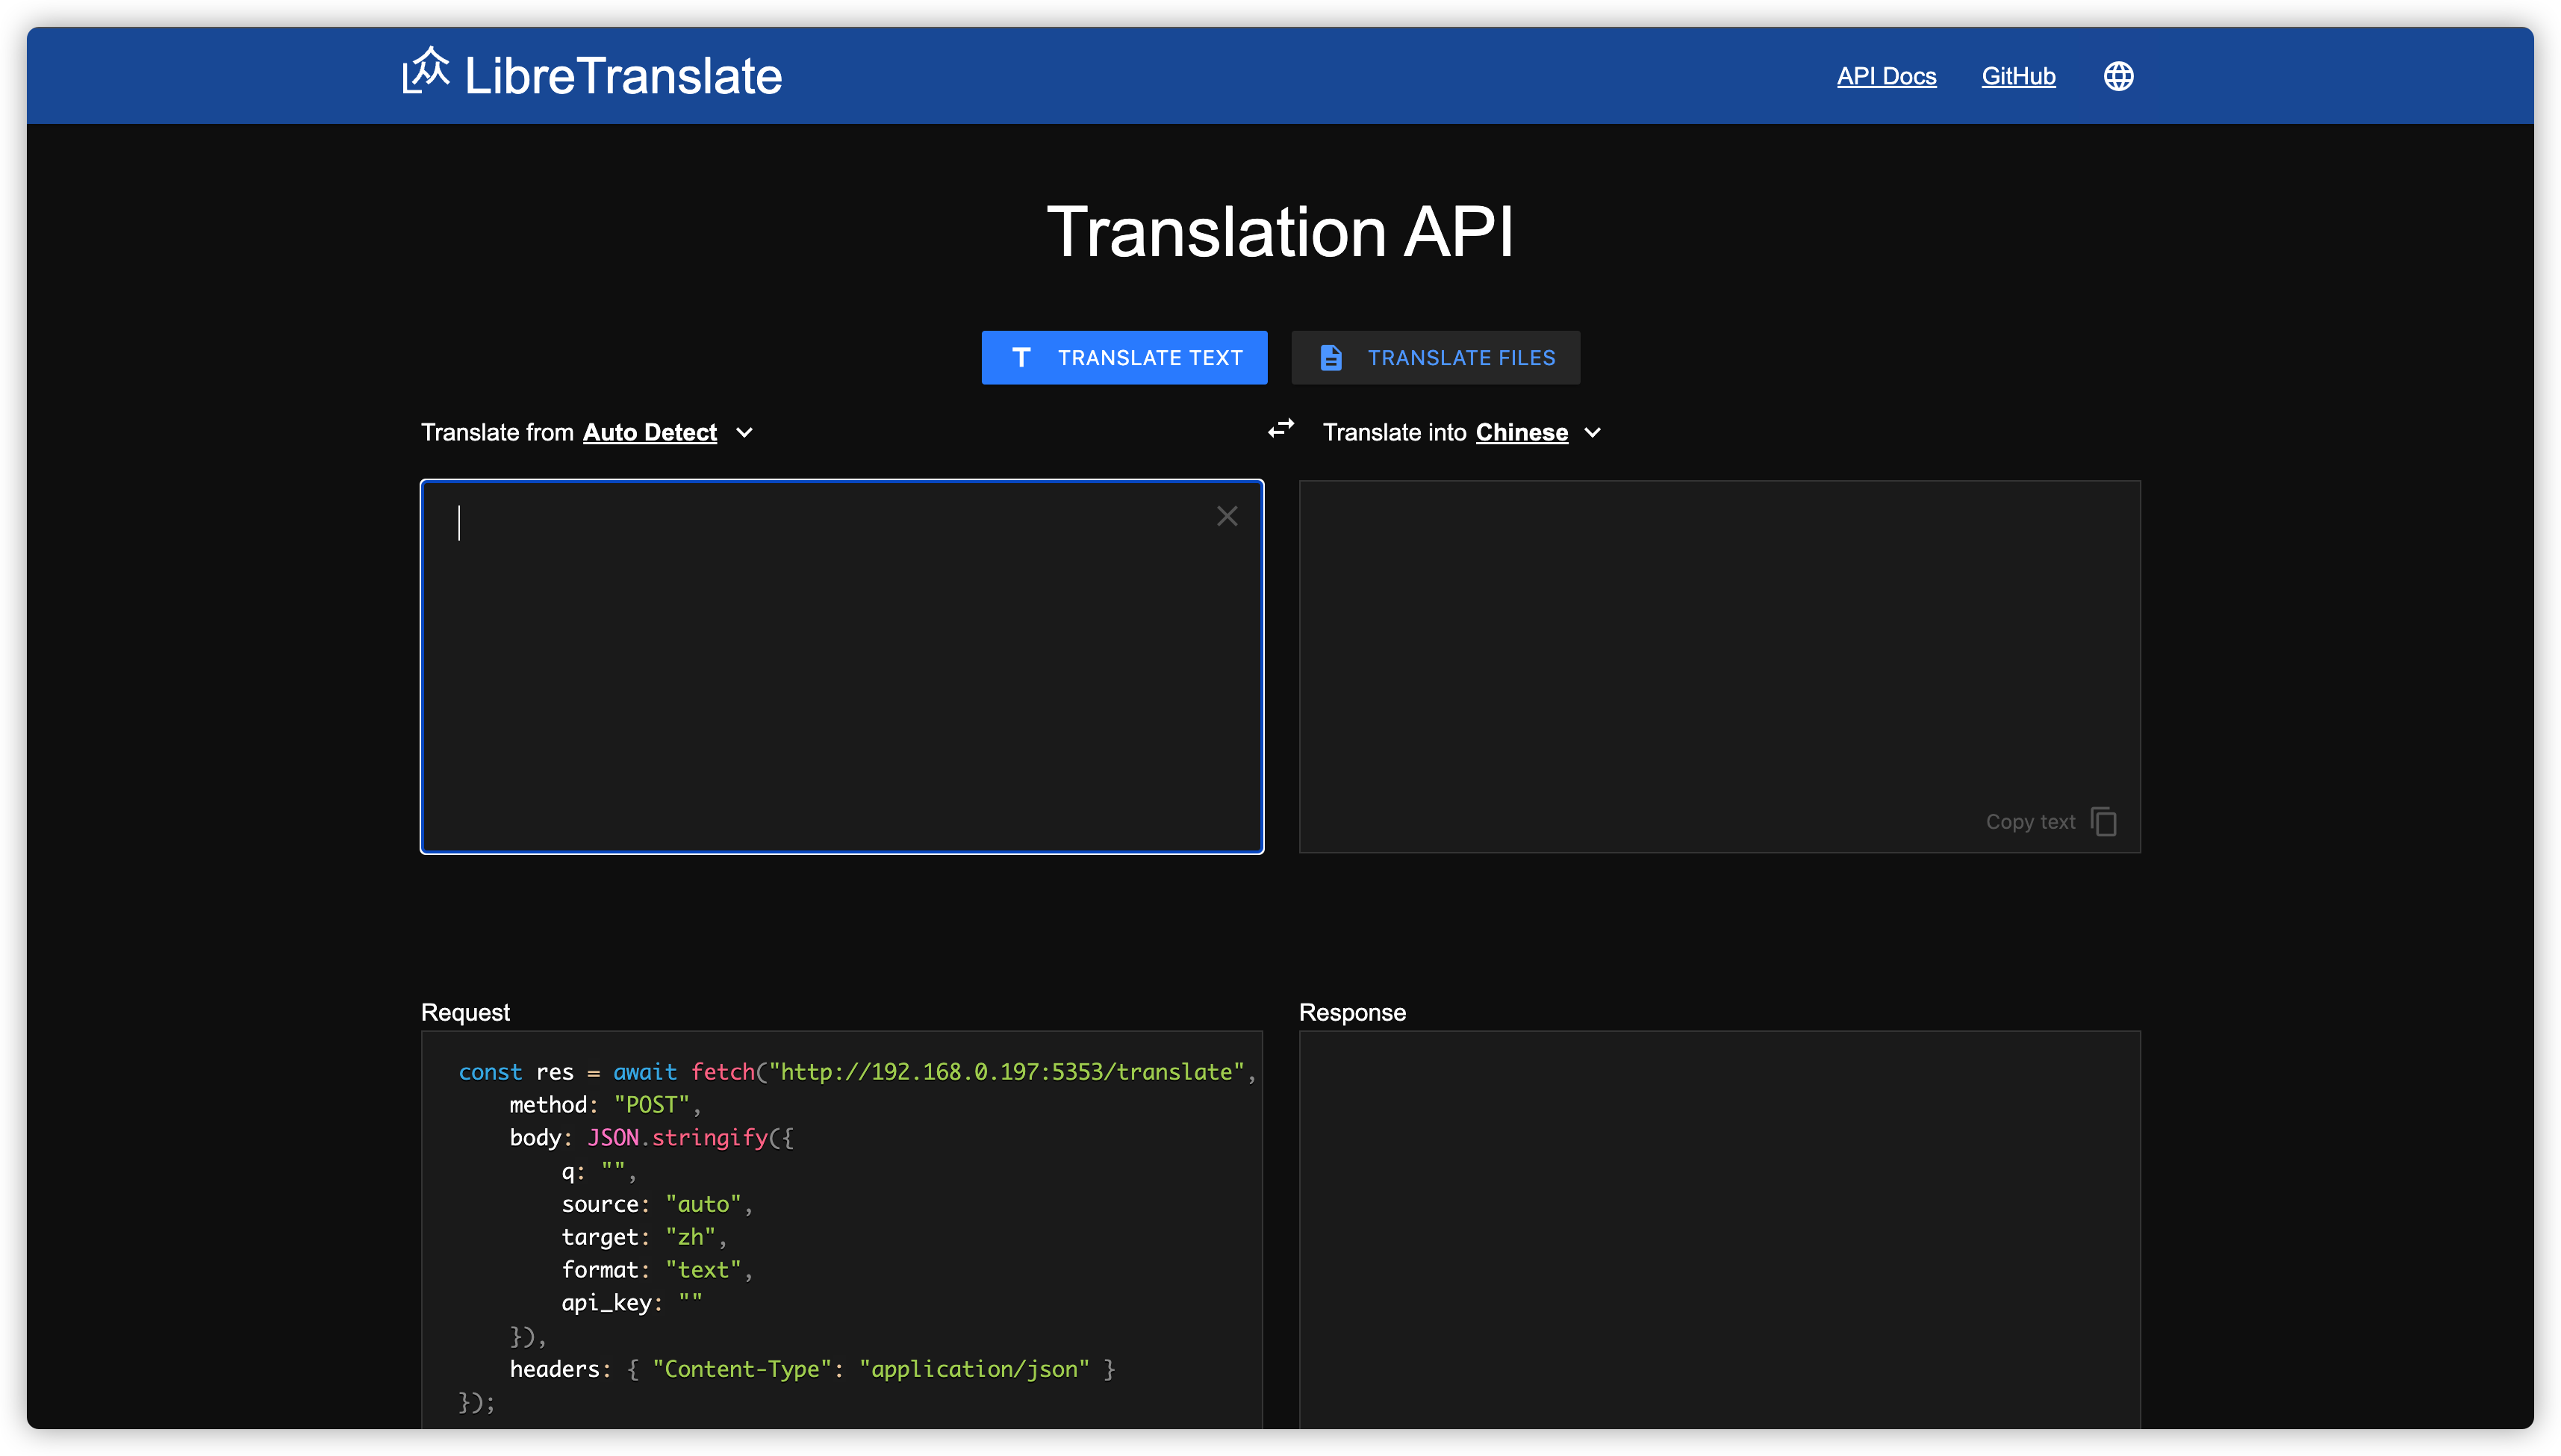 LibreTranslate
API Docs
GitHub
Translation API
TRANSLATE TEXT
TRANSLATE FILES
Translate from Auto Detect
Translate into Chinese
Copy text
Request
const res = await fetch("http://192.168.0.197:5353/translate",
method: "POST",
body: JSON.stringify({
q: "",
source: "auto",
target: "zh",
format: "text",
api_key: ""
}),
headers: { "Content-Type": "application/json" }
});
Response